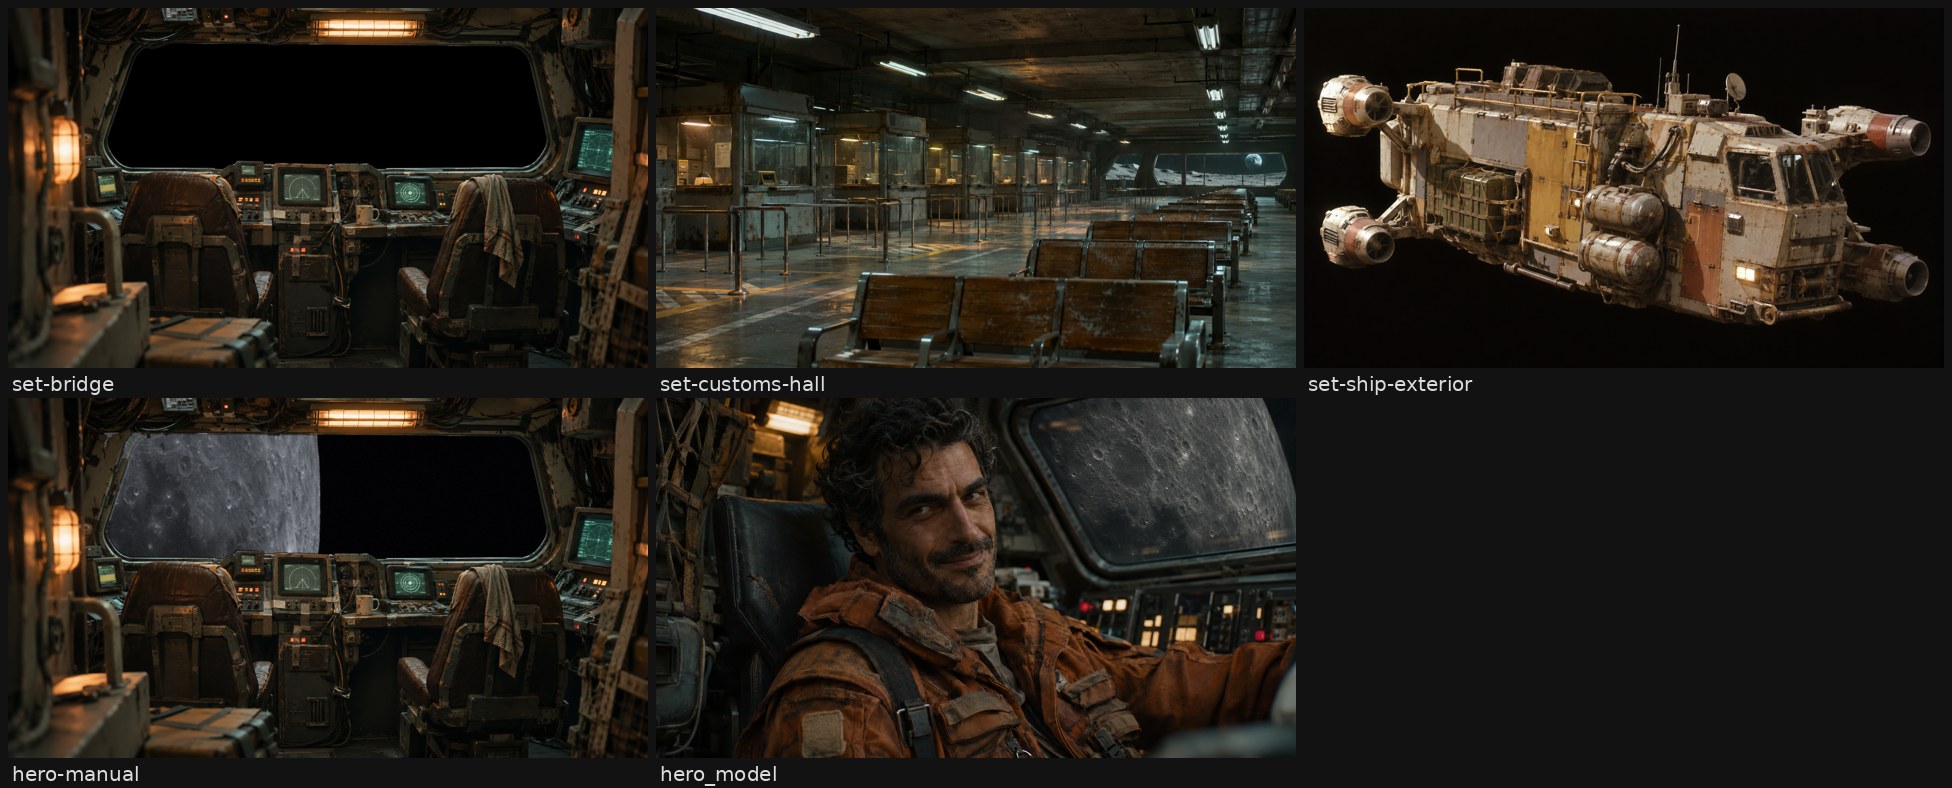 set-bridge
set-customs-hall
set-ship-exterior
hero-manual
hero_model